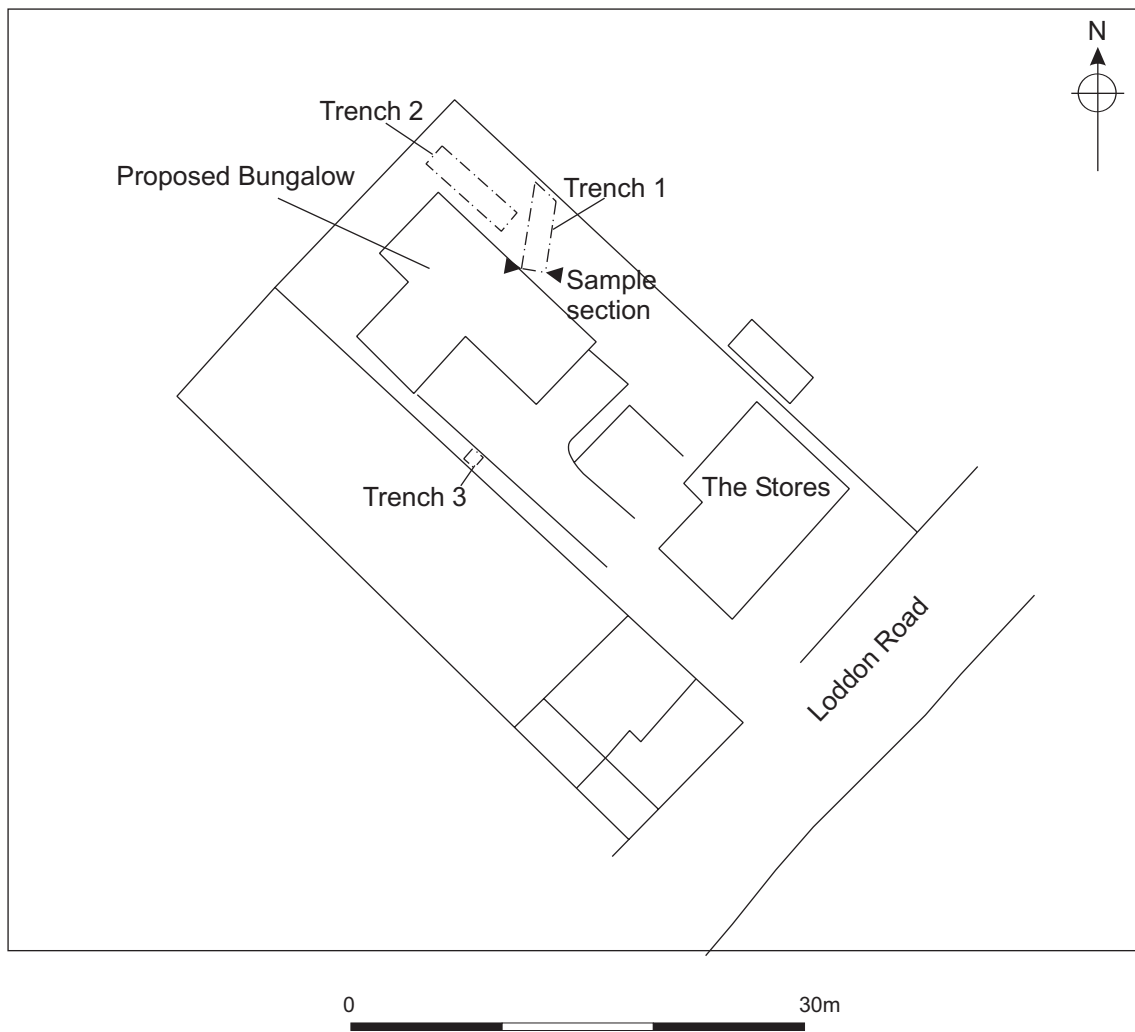 N
Trench 2
Proposed Bungalow
Trench 1
Sample
section
Trench 3
The Stores
Loddon Road
0
30m